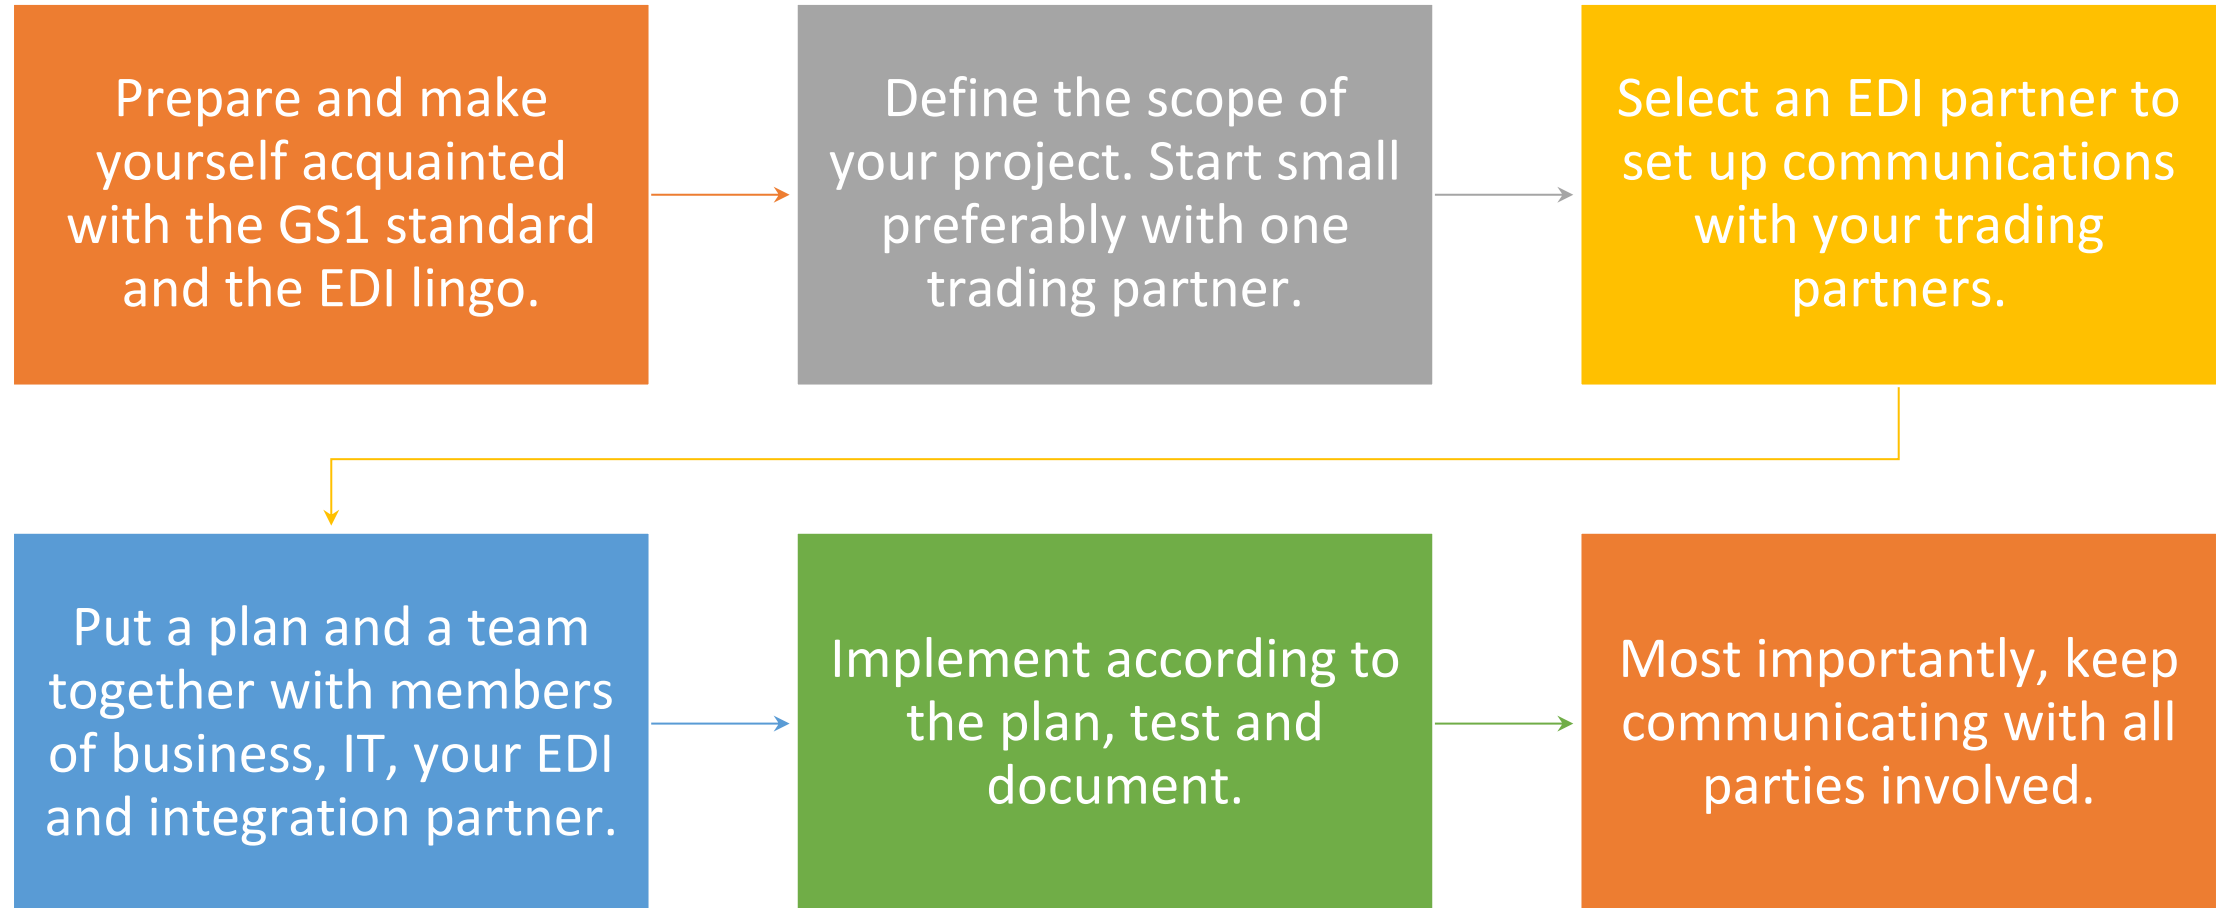 Prepare and make
yourself acquainted
with the GS1 standard
and the EDI lingo.
Define the scope of
your project. Start small
preferably with one
trading partner.
Select an EDI partner to
set up communications
with your trading
partners.
Put a plan and a team
together with members
of business, IT, your EDI
and integration partner.
Implement according to
the plan, test and
document.
Most importantly, keep
communicating with all
parties involved.